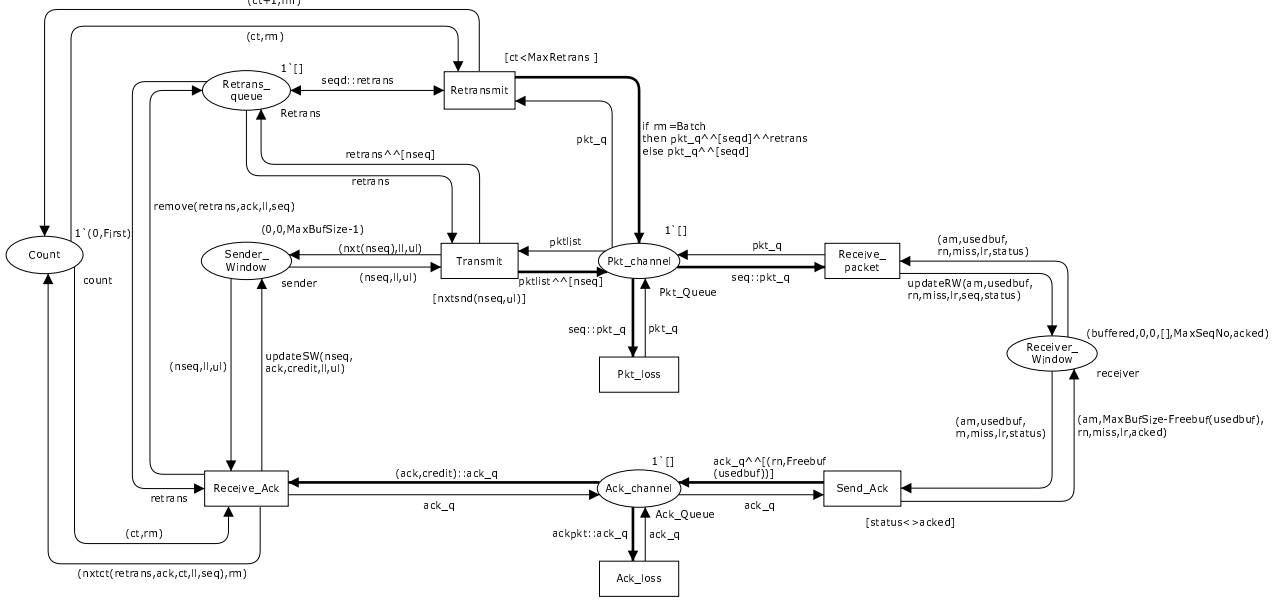 (ct+1,rm)
(ct,rm)
[ct<MaxRetrans ]
1`[]
Retrans_
queue
seqd::retrans
Retransmit
Retrans
if rm=Batch
then pkt_q^^[seqd]^^retrans
else pkt_q^^[seqd]
pkt_q
retrans^^[nseq]
retrans
remove(retrans,ack,ll,seq)
1`(0,First)
(0,0,MaxBufSize-1)
1`[]
Count
count
Sender_
Window
sender
(nxt(nseq),ll,ul)
(nseq,ll,ul)
Transmit
[nxtsnd(nseq,ul)]
pktlist
pktlist^^[nseq]
Pkt_channel
Pkt_Queue
pkt_q
seq::pkt_q
Receive_
packet
(am,usedbuf,
rn,miss,lr,status)
updateRW(am,usedbuf,
rn,miss,lr,seq,status)
seq::pkt_q
pkt_q
Pkt_loss
(buffered,0,0,[],MaxSeqNo,acked)
Receiver_
Window
receiver
(nseq,ll,ul)
updateSW(nseq,
ack,credit,ll,ul)
(am,usedbuf,
rn,miss,lr,status)
(am,MaxBufSize-Freebuf(usedbuf),
rn,miss,lr,acked)
Receive_Ack
retrans
(ack,credit)::ack_q
ack_q
1`[]
Ack_channel
Ack_Queue
ack_q^^[(rn,Freebuf
(usedbuf))]
ack_q
Send_Ack
[status<>acked]
ackpkt::ack_q
ack_q
Ack_loss
(ct,rm)
(nxtct(retrans,ack,ct,ll,seq),rm)